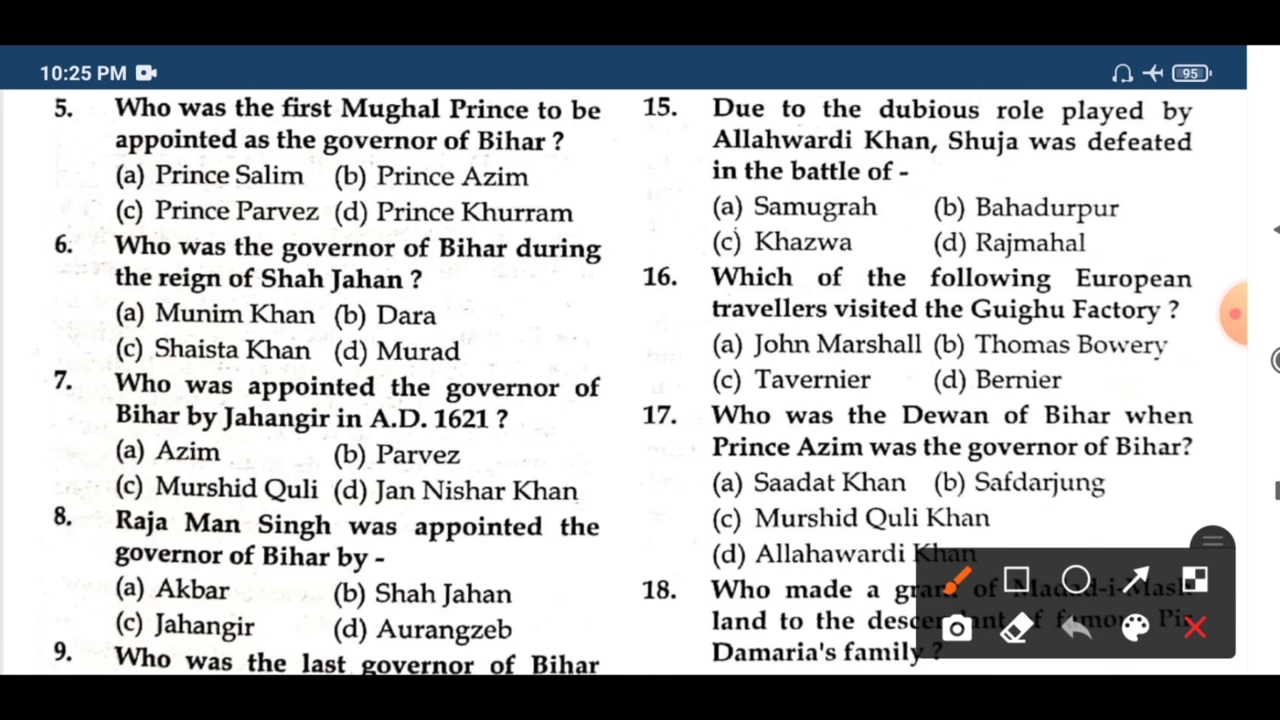 10:25 PM
95
5. Who was the first Mughal Prince to be
appointed as the governor of Bihar ?
(a) Prince Salim (b) Prince Azim
(c) Prince Parvez (d) Prince Khurram
6. Who was the governor of Bihar during
the reign of Shah Jahan ?
(a) Munim Khan (b) Dara
(c) Shaista Khan (d) Murad
7. Who was appointed the governor of
Bihar by Jahangir in A.D. 1621 ?
(a) Azim (b) Parvez
(c) Murshid Quli (d) Jan Nishar Khan
8. Raja Man Singh was appointed the
governor of Bihar by -
(a) Akbar (b) Shah Jahan
(c) Jahangir (d) Aurangzeb
9. Who was the last governor of Bihar
15. Due to the dubious role played by
Allahwardi Khan, Shuja was defeated
in the battle of -
(a) Samugrah (b) Bahadurpur
(c) Khazwa (d) Rajmahal
16. Which of the following European
travellers visited the Guighu Factory ?
(a) John Marshall (b) Thomas Bowery
(c) Tavernier (d) Bernier
17. Who was the Dewan of Bihar when
Prince Azim was the governor of Bihar?
(a) Saadat Khan (b) Safdarjung
(c) Murshid Quli Khan
(d) Allahawardi Khan
18. Who made a grant of
land to the descendant of famous Pir
Damaria's family ?